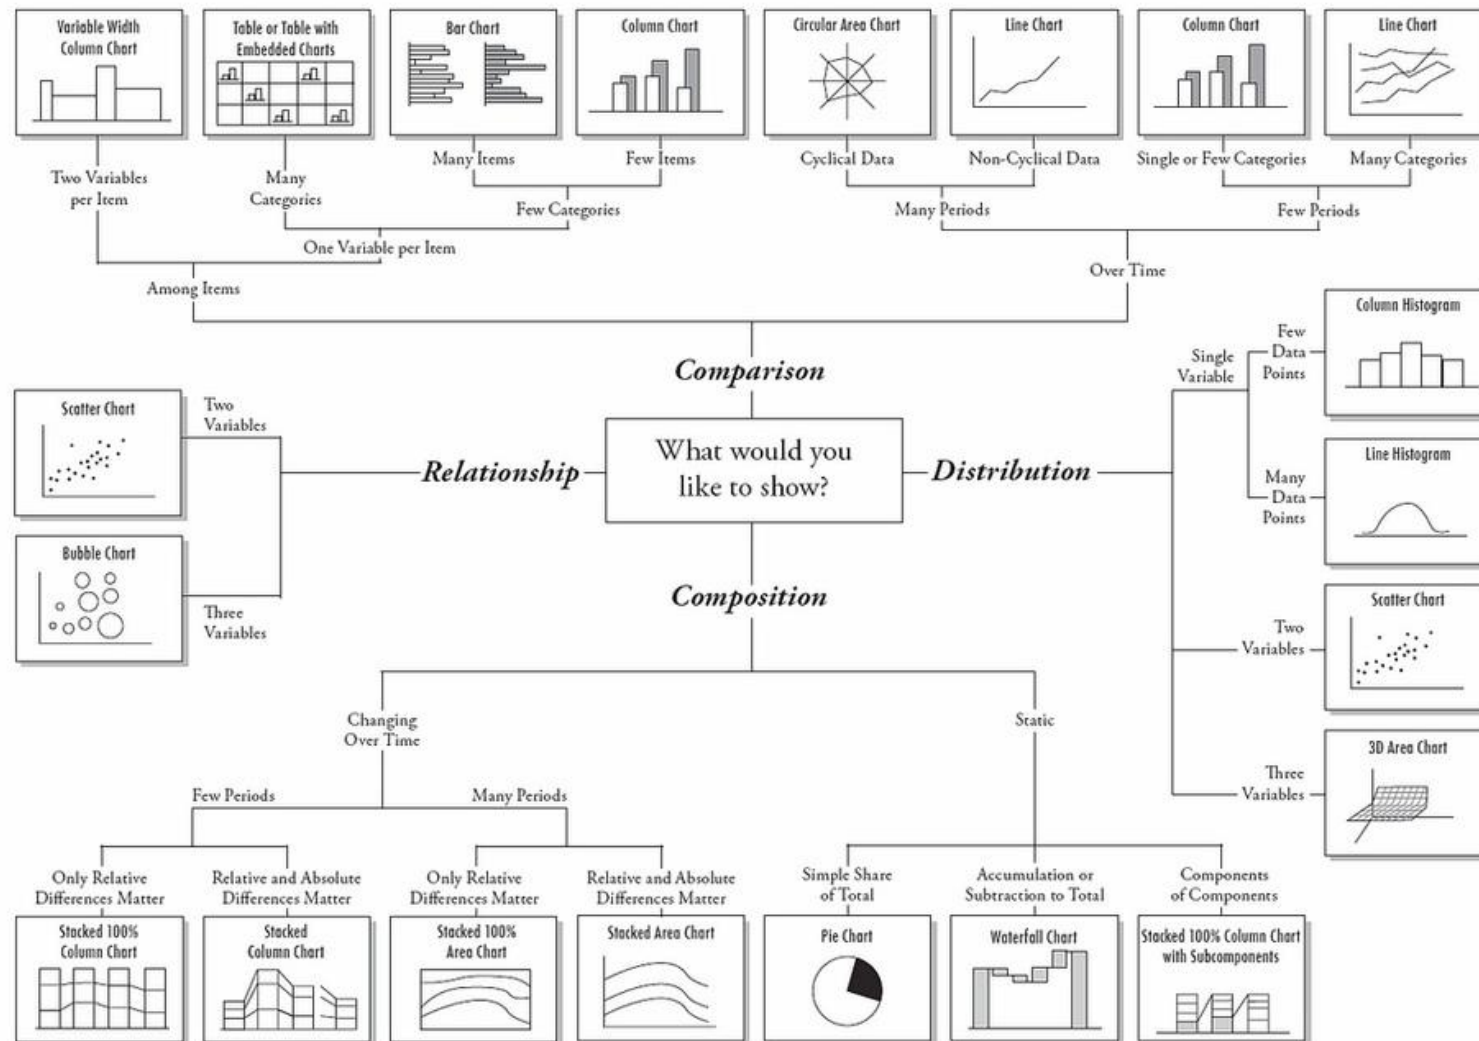 Variable Width
Column Chart
Table or Table with
Embedded Charts
Bar Chart
Column Chart
Circular Area Chart
Line Chart
Column Chart
Line Chart
Two Variables
per Item
Many
Categories
Many Items
Few Items
Cyclical Data
Non-Cyclical Data
Single or Few Categories
Many Categories
Few Categories
Many Periods
Few Periods
One Variable per Item
Over Time
Among Items
Comparison
Single
Variable
Few
Data
Points
Column Histogram
Scatter Chart
Two
Variables
Relationship
What would you
like to show?
Distribution
Many
Data
Points
Line Histogram
Bubble Chart
Three
Variables
Composition
Two
Variables
Scatter Chart
Changing
Over Time
Static
Three
Variables
3D Area Chart
Few Periods
Many Periods
Only Relative
Differences Matter
Relative and Absolute
Differences Matter
Only Relative
Differences Matter
Relative and Absolute
Differences Matter
Simple Share
of Total
Accumulation or
Subtraction to Total
Components
of Components
Stacked 100%
Column Chart
Stacked
Column Chart
Stacked 100%
Area Chart
Stacked Area Chart
Pie Chart
Waterfall Chart
Stacked 100% Column Chart
with Subcomponents